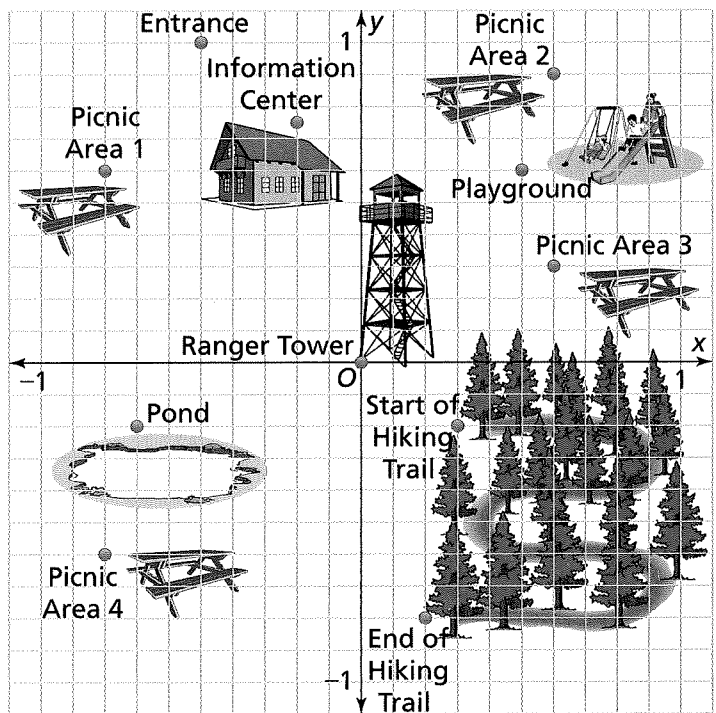 Entrance
1
y
Picnic
Area 2
Information
Center
Picnic
Area 1
Playground
Picnic Area 3
Ranger Tower
x
−1
O
1
Pond
Start of
Hiking
Trail
Picnic
Area 4
End of
Hiking
Trail
−1